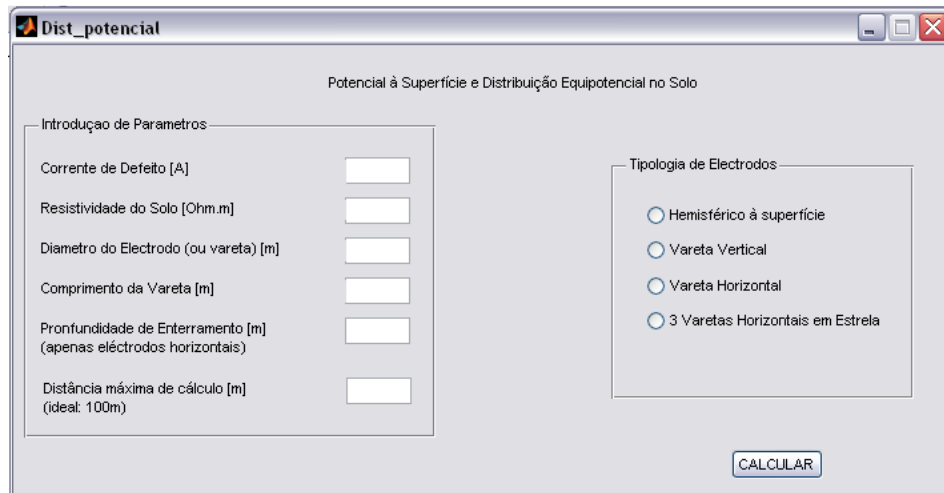 Dist_potencial
Potencial à Superfície e Distribuição Equipotencial no Solo
Introduçao de Parametros
Corrente de Defeito [A]
Resistividade do Solo [Ohm.m]
Diametro do Electrodo (ou vareta) [m]
Comprimento da Vareta [m]
Pronfundidade de Enterramento [m]
(apenas eléctrodos horizontais)
Distância máxima de cálculo [m]
(ideal: 100m)
Tipologia de Electrodos
Hemisférico à superfície
Vareta Vertical
Vareta Horizontal
3 Varetas Horizontais em Estrela
CALCULAR